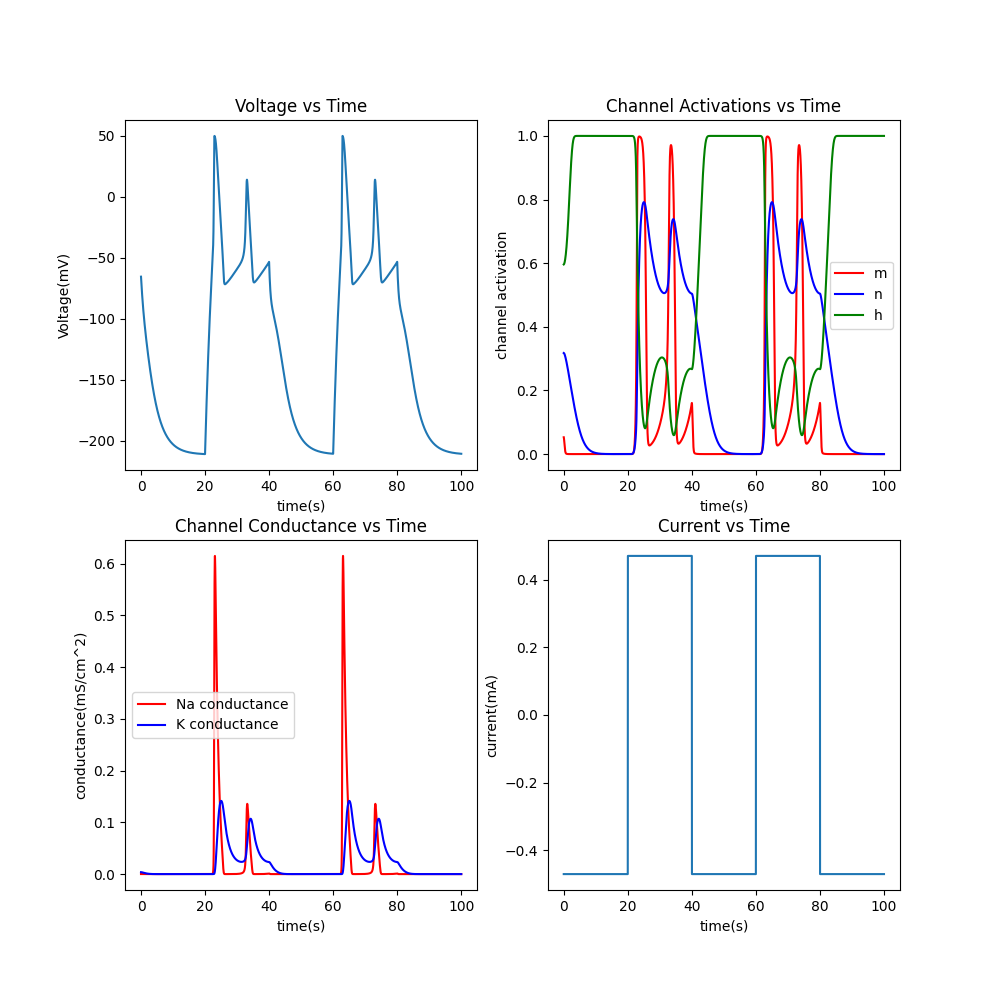 Voltage vs Time
50
0
−50
−100
−150
−200
Voltage(mV)
0 20 40 60 80 100
time(s)
Channel Activations vs Time
1.0
0.8
0.6
0.4
0.2
0.0
channel activation
m
n
h
0 20 40 60 80 100
time(s)
Channel Conductance vs Time
0.6
0.5
0.4
0.3
0.2
0.1
0.0
conductance(mS/cm^2)
Na conductance
K conductance
0 20 40 60 80 100
time(s)
Current vs Time
0.4
0.2
0.0
−0.2
−0.4
current(mA)
0 20 40 60 80 100
time(s)